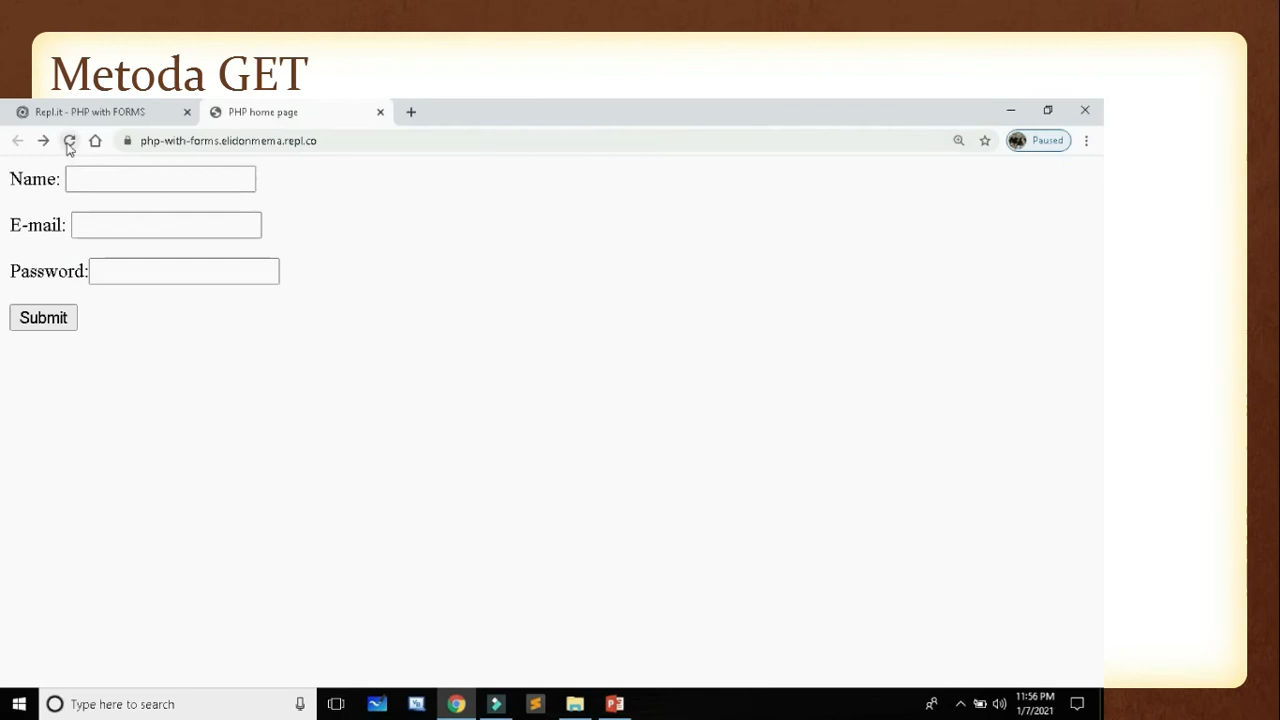 Metoda GET
Repl.it - PHP with FORMS
PHP home page
php-with-forms.elidonmema.repl.co
Paused
Name:
E-mail:
Password:
Submit
Type here to search
11:56 PM
1/7/2021